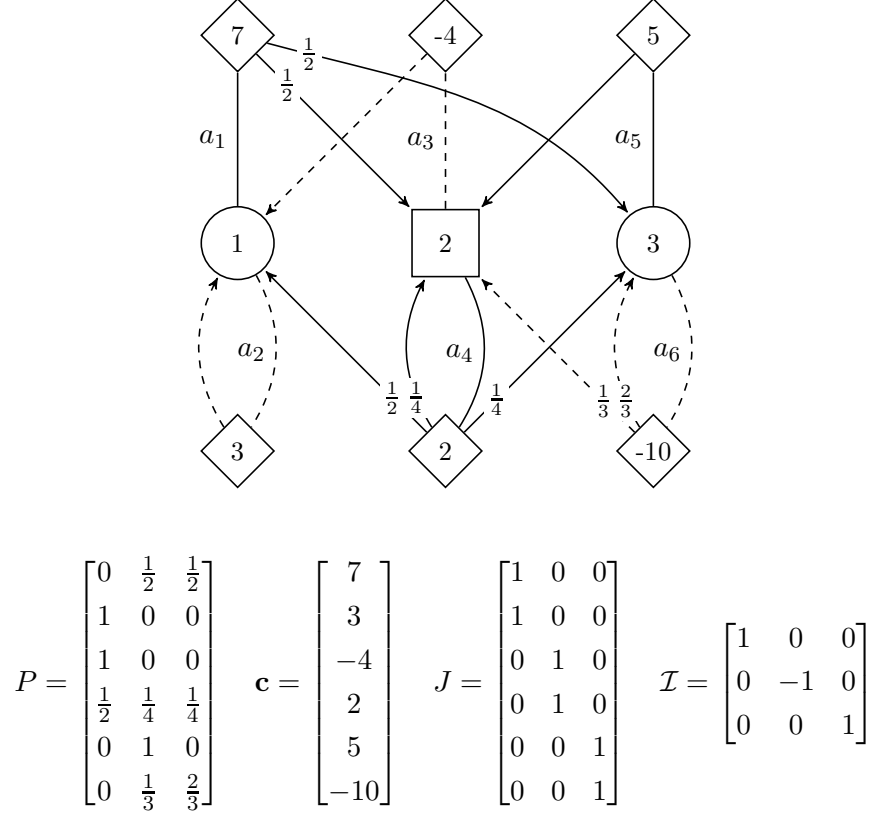 7 -4 5
1/2
1/2
a₁ a₃ a₅
1 2 3
a₂ a₄ a₆
1/2 1/4 1/4 1/3 2/3
3 2 -10
P = [0 1/2 1/2; 1 0 0; 1 0 0; 1/2 1/4 1/4; 0 1 0; 0 1/3 2/3] c = [7; 3; −4; 2; 5; −10] J = [1 0 0; 1 0 0; 0 1 0; 0 1 0; 0 0 1; 0 0 1] ℐ = [1 0 0; 0 −1 0; 0 0 1]